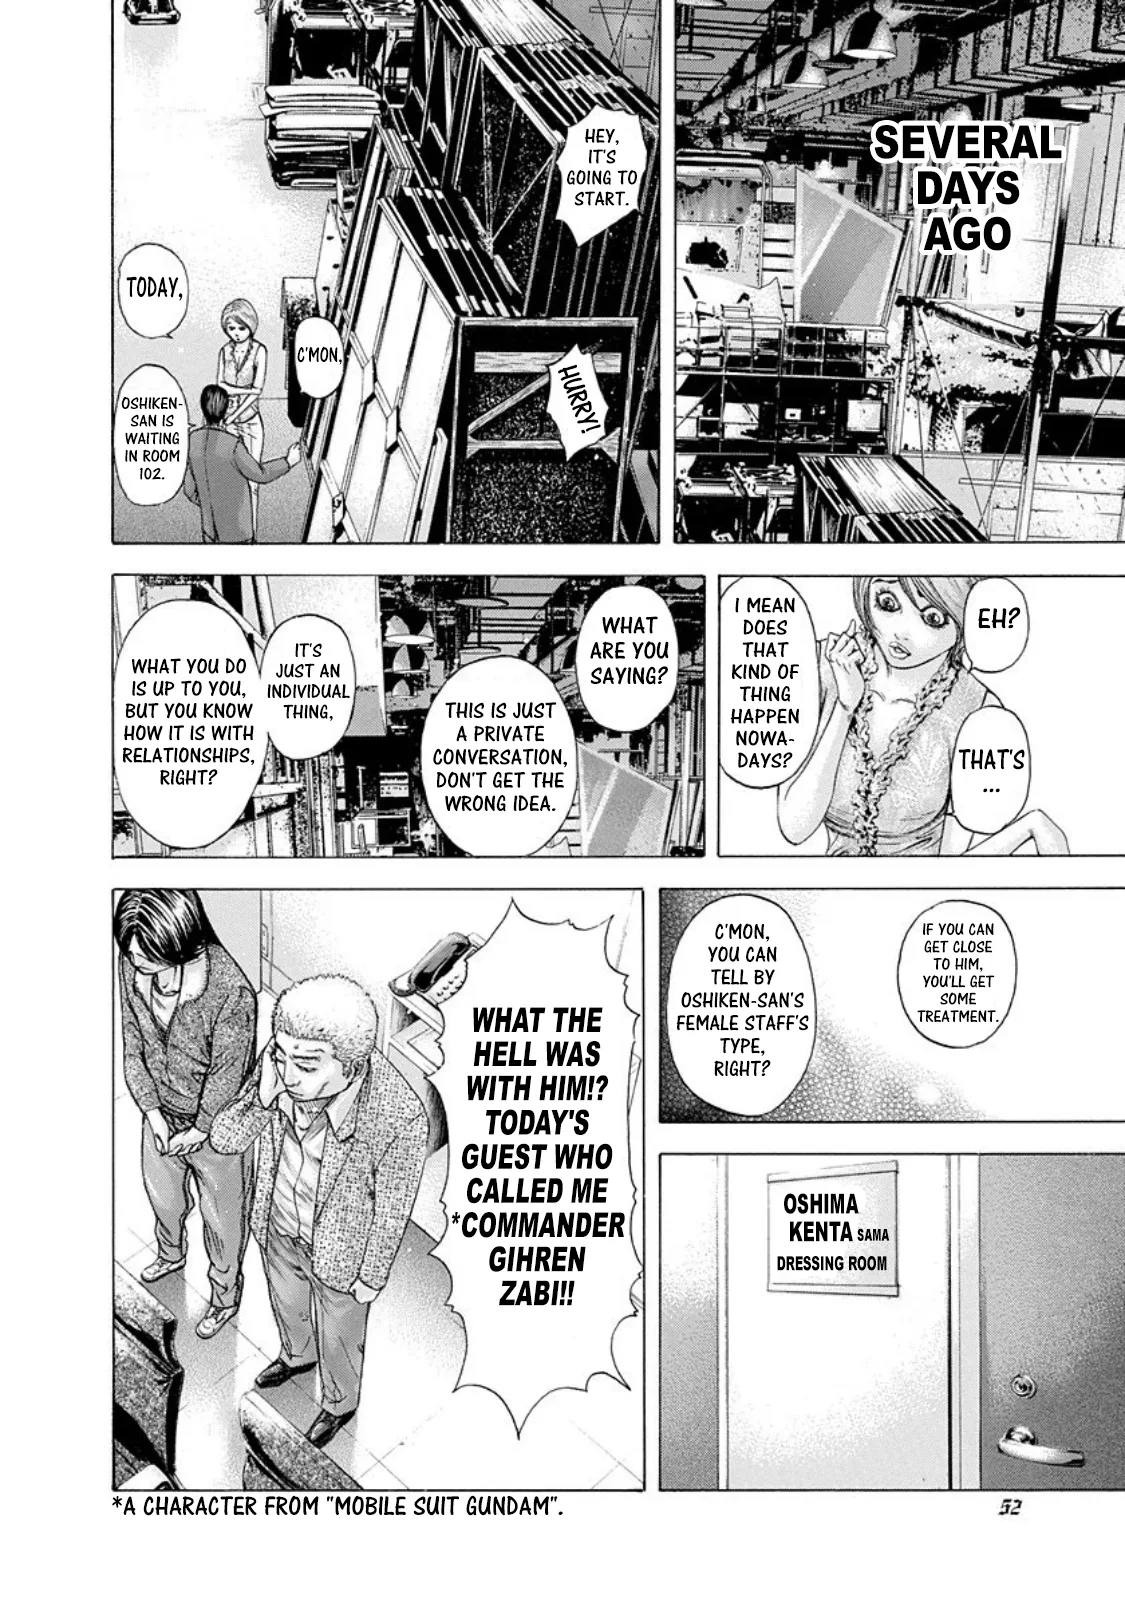 SEVERAL
DAYS
AGO
HEY,
IT'S
GOING TO
START.
HURRY!
C'MON,
TODAY,
OSHIKEN-
SAN IS
WAITING
IN ROOM
102.
EH?
THAT'S
...
I MEAN
DOES
THAT
KIND OF
THING
HAPPEN
NOWA-
DAYS?
WHAT
ARE YOU
SAYING?
THIS IS JUST
A PRIVATE
CONVERSATION,
DON'T GET THE
WRONG IDEA.
IT'S
JUST AN
INDIVIDUAL
THING,
WHAT YOU DO
IS UP TO YOU,
BUT YOU KNOW
HOW IT IS WITH
RELATIONSHIPS,
RIGHT?
IF YOU CAN
GET CLOSE
TO HIM,
YOU'LL GET
SOME
TREATMENT.
C'MON,
YOU CAN
TELL BY
OSHIKEN-SAN'S
FEMALE STAFF'S
TYPE,
RIGHT?
OSHIMA
KENTA SAMA
DRESSING ROOM
WHAT THE
HELL WAS
WITH HIM!?
TODAY'S
GUEST WHO
CALLED ME
*COMMANDER
GIHREN
ZABI!!
*A CHARACTER FROM "MOBILE SUIT GUNDAM".
52